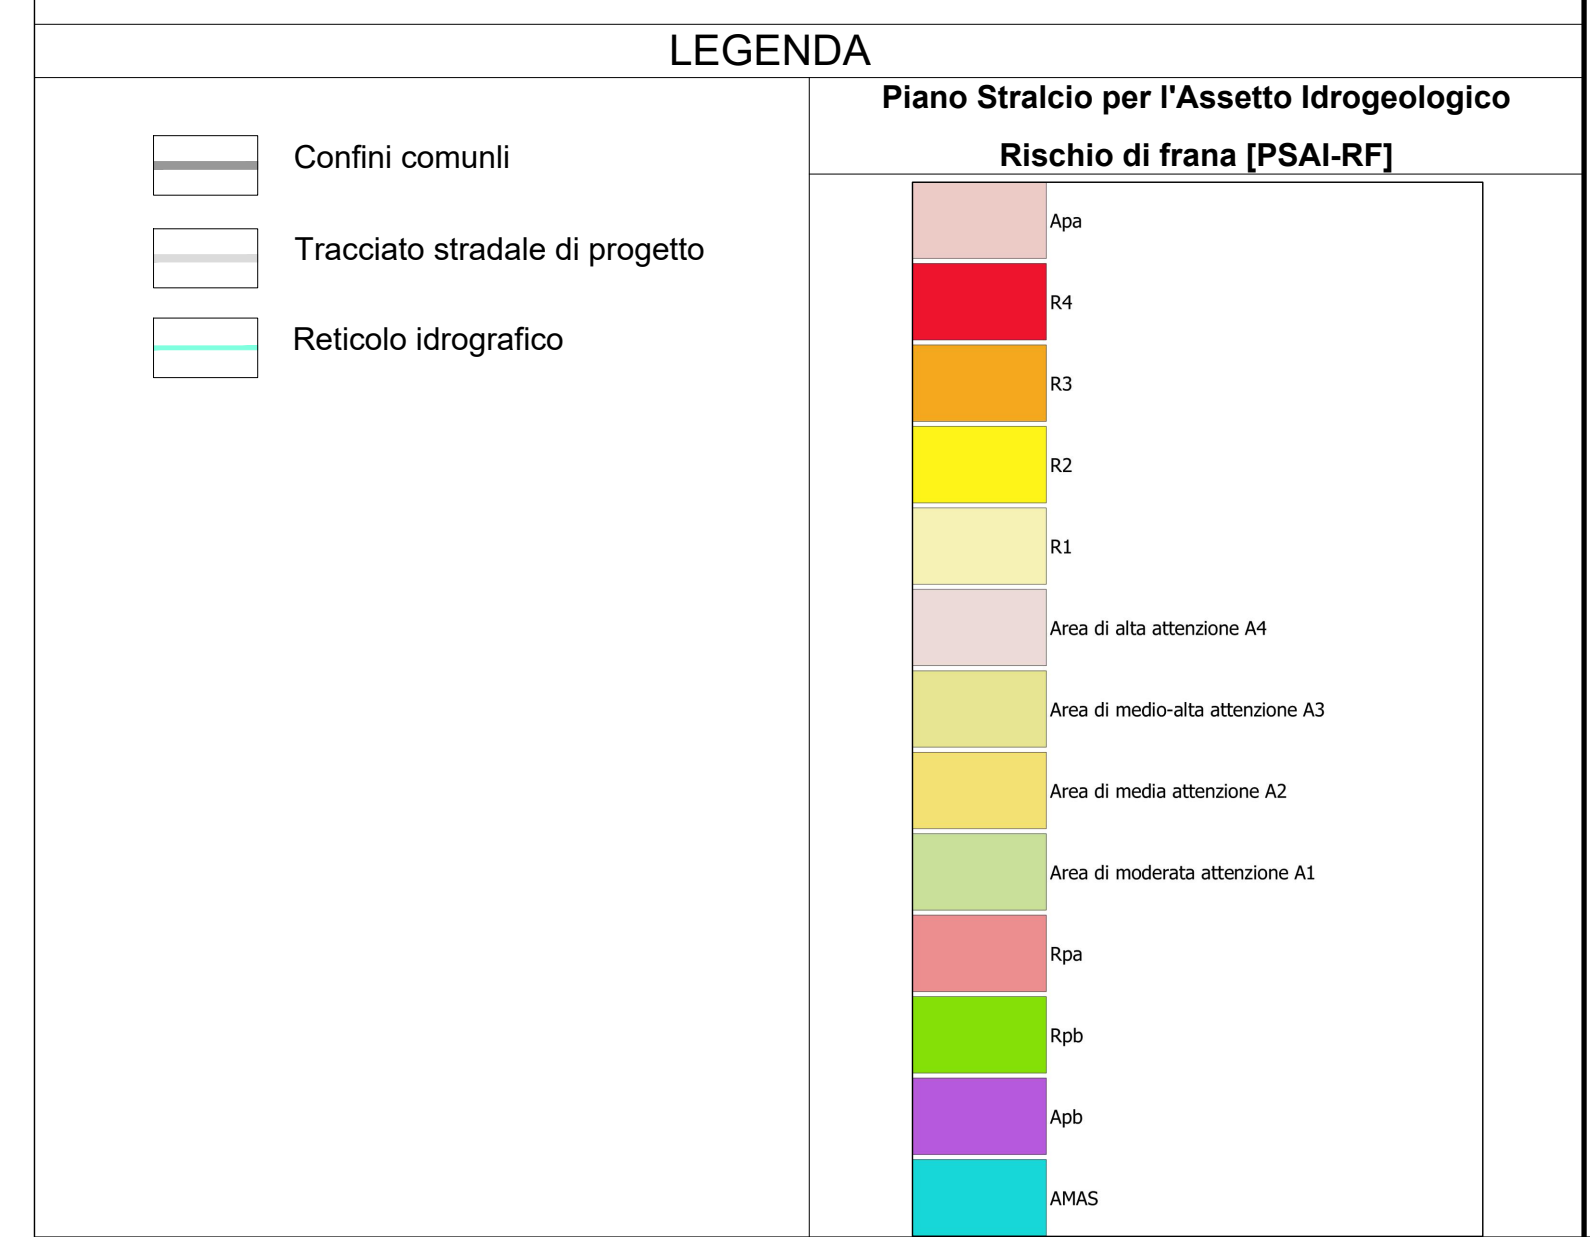 LEGENDA
Confini comunli
Tracciato stradale di progetto
Reticolo idrografico
Piano Stralcio per l'Assetto Idrogeologico
Rischio di frana [PSAI-RF]
Apa
R4
R3
R2
R1
Area di alta attenzione A4
Area di medio-alta attenzione A3
Area di media attenzione A2
Area di moderata attenzione A1
Rpa
Rpb
Apb
AMAS